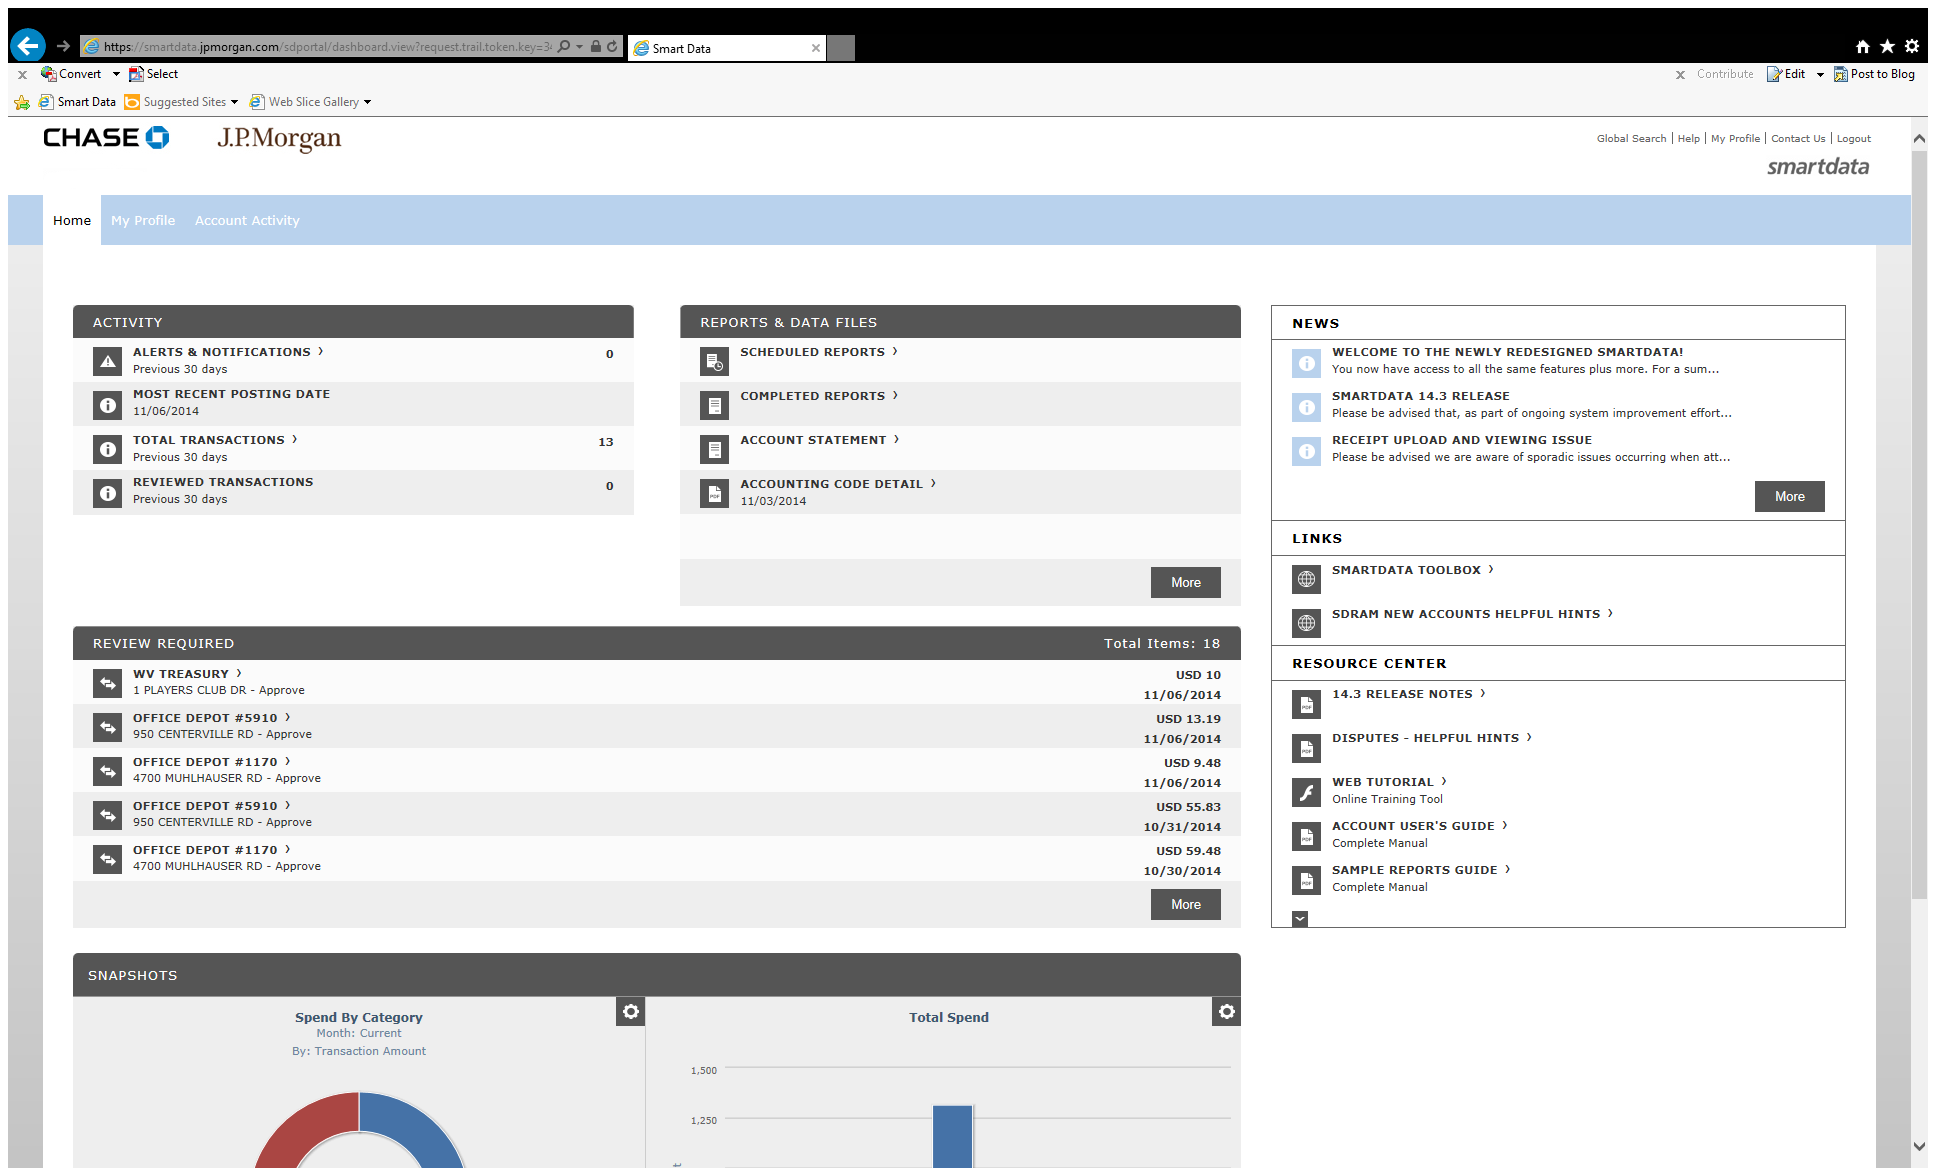 https://smartdata.jpmorgan.com/sdportal/dashboard.view?request.trail.token.key=34
Smart Data
Convert
Select
Contribute
Edit
Post to Blog
Smart Data
Suggested Sites
Web Slice Gallery
CHASE
J.P.Morgan
Global Search | Help | My Profile | Contact Us | Logout
smartdata
Home
My Profile
Account Activity
ACTIVITY
ALERTS & NOTIFICATIONS ›
0
Previous 30 days
MOST RECENT POSTING DATE
11/06/2014
TOTAL TRANSACTIONS ›
13
Previous 30 days
REVIEWED TRANSACTIONS
0
Previous 30 days
REPORTS & DATA FILES
SCHEDULED REPORTS ›
COMPLETED REPORTS ›
ACCOUNT STATEMENT ›
PDF
ACCOUNTING CODE DETAIL ›
11/03/2014
More
NEWS
WELCOME TO THE NEWLY REDESIGNED SMARTDATA!
You now have access to all the same features plus more. For a sum...
SMARTDATA 14.3 RELEASE
Please be advised that, as part of ongoing system improvement effort...
RECEIPT UPLOAD AND VIEWING ISSUE
Please be advised we are aware of sporadic issues occurring when att...
More
LINKS
SMARTDATA TOOLBOX ›
SDRAM NEW ACCOUNTS HELPFUL HINTS ›
RESOURCE CENTER
PDF
14.3 RELEASE NOTES ›
PDF
DISPUTES - HELPFUL HINTS ›
WEB TUTORIAL ›
Online Training Tool
PDF
ACCOUNT USER'S GUIDE ›
Complete Manual
PDF
SAMPLE REPORTS GUIDE ›
Complete Manual
REVIEW REQUIRED
Total Items: 18
WV TREASURY ›
USD 10
1 PLAYERS CLUB DR - Approve
11/06/2014
OFFICE DEPOT #5910 ›
USD 13.19
950 CENTERVILLE RD - Approve
11/06/2014
OFFICE DEPOT #1170 ›
USD 9.48
4700 MUHLHAUSER RD - Approve
11/06/2014
OFFICE DEPOT #5910 ›
USD 55.83
950 CENTERVILLE RD - Approve
10/31/2014
OFFICE DEPOT #1170 ›
USD 59.48
4700 MUHLHAUSER RD - Approve
10/30/2014
More
SNAPSHOTS
Spend By Category
Month: Current
By: Transaction Amount
Total Spend
1,500
1,250